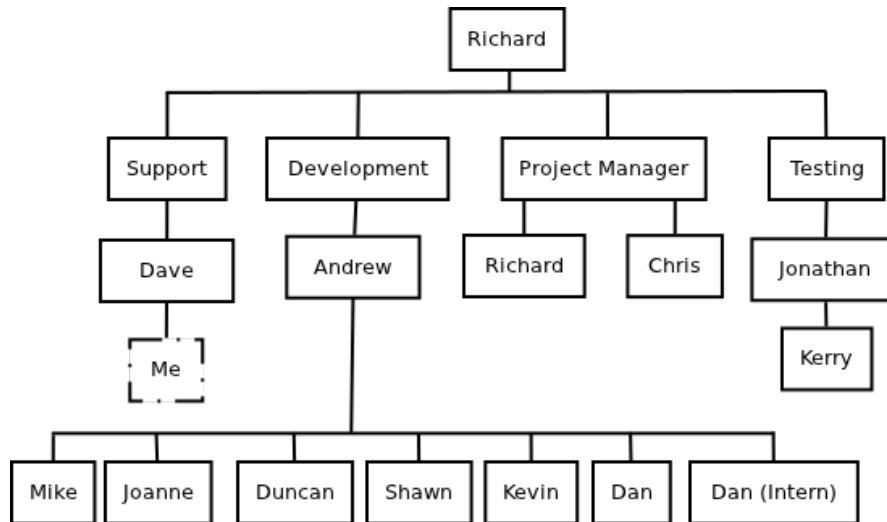 Richard
Support
Development
Project Manager
Testing
Dave
Andrew
Richard
Chris
Jonathan
Me
Kerry
Mike
Joanne
Duncan
Shawn
Kevin
Dan
Dan (Intern)